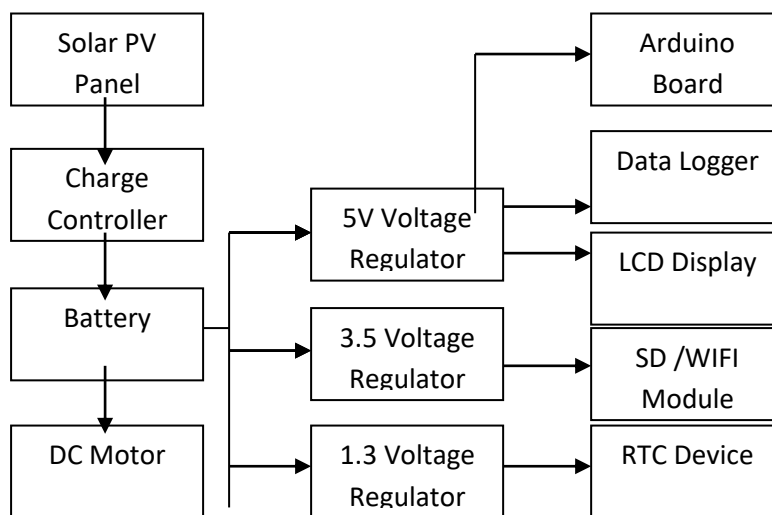 Solar PV
Panel
Charge
Controller
Battery
DC Motor
5V Voltage
Regulator
3.5 Voltage
Regulator
1.3 Voltage
Regulator
Arduino
Board
Data Logger
LCD Display
SD /WIFI
Module
RTC Device